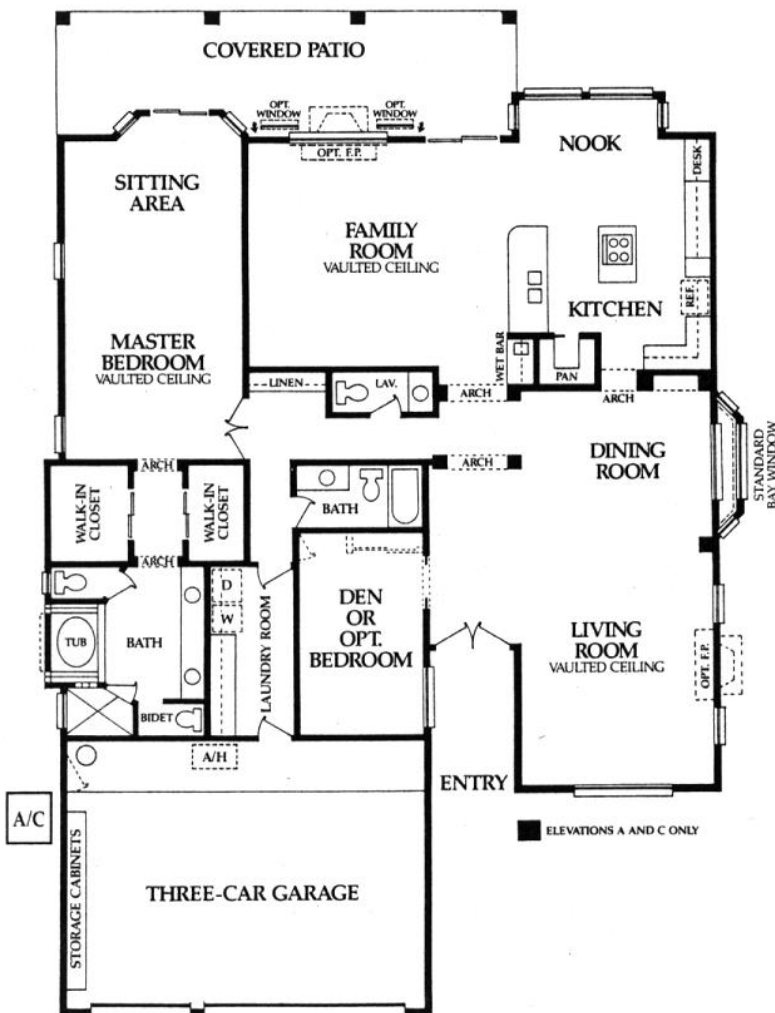 COVERED PATIO
OPT.
WINDOW
OPT.
WINDOW
OPT. F.P.
NOOK
DESK
SITTING
AREA
FAMILY
ROOM
VAULTED CEILING
KITCHEN
REF.
MASTER
BEDROOM
VAULTED CEILING
WET BAR
PAN
LINEN
LAV.
ARCH
ARCH
DINING
ROOM
STANDARD
BAY WINDOW
ARCH
ARCH
WALK-IN
CLOSET
WALK-IN
CLOSET
BATH
ARCH
D
W
DEN
OR
OPT.
BEDROOM
TUB
BATH
LAUNDRY ROOM
LIVING
ROOM
VAULTED CEILING
OPT. F.P.
BIDET
A/H
ENTRY
A/C
ELEVATIONS A AND C ONLY
STORAGE CABINETS
THREE-CAR GARAGE